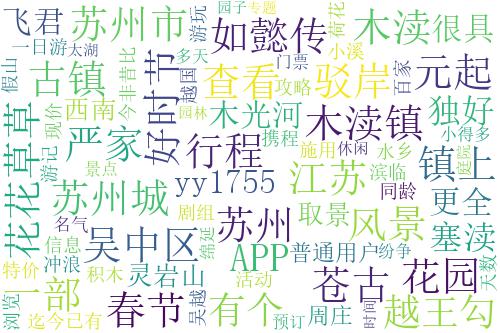 飞君
苏州市
园子
专题
游玩
荷花
如懿传
木渎
很具
一日游
太湖
假山
古镇
今非昔比
多天
越国
查看
攻略
门票
驳岸
小溪
百家
元起
好时节
西南
现价
园林
木光河
携程
木渎镇
独好
小得多
花花草草
严家
游记
行程
施用
休闲
水乡
庭院
镇上
景点
yy1755
江苏
滨临
同龄
更全
苏州城
名气
剧组
苏州
取景
风景
塞渎
信息
吴中区
绵延
APP
普通用户
纷争
特价
冲浪
灵岩山
积木
吴越
活动
苍古
花园
天数
一部
浏览
迄今已有
春节
有个
预订
周庄
时间
越王勾